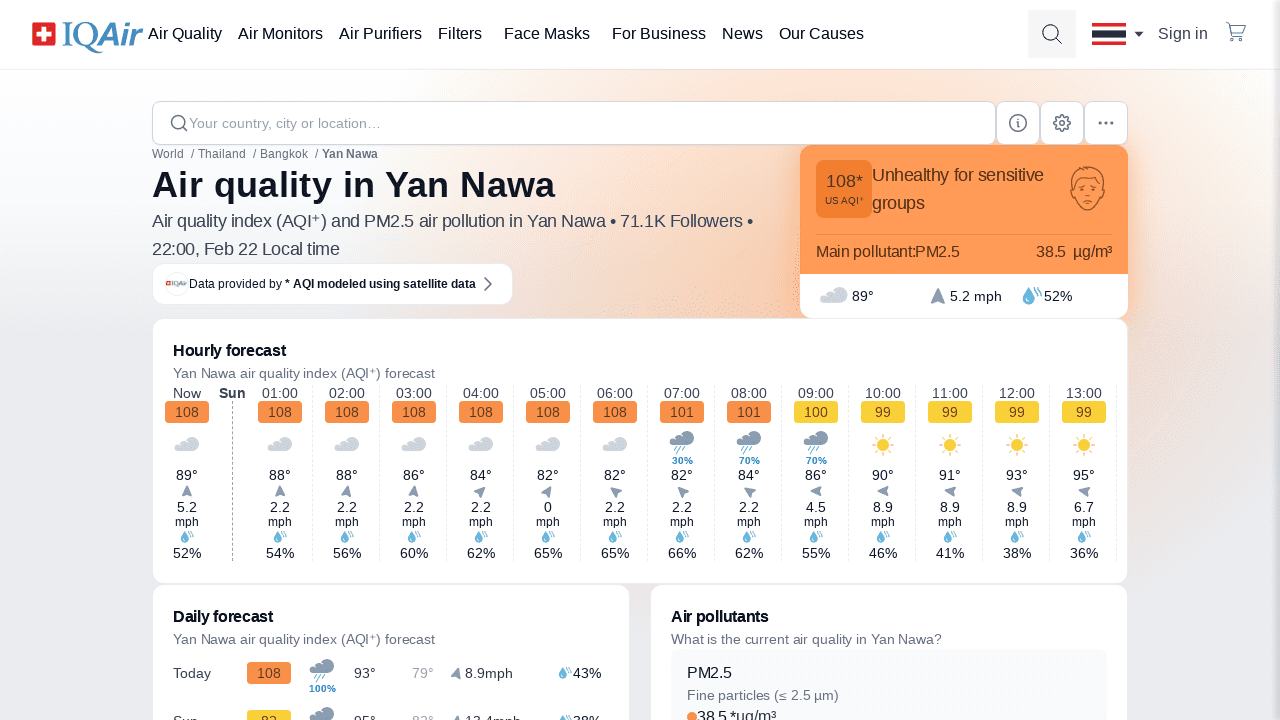 IQAir Air Quality Air Monitors Air Purifiers Filters Face Masks For Business News Our Causes Sign in
Your country, city or location...
World / Thailand / Bangkok / Yan Nawa
Air quality in Yan Nawa
Air quality index (AQI⁺) and PM2.5 air pollution in Yan Nawa • 71.1K Followers •
22:00, Feb 22 Local time
IQAir Data provided by * AQI modeled using satellite data
108*
US AQI⁺
Unhealthy for sensitive
groups
Main pollutant:PM2.5 38.5 µg/m³
89° 5.2 mph 52%
Hourly forecast
Yan Nawa air quality index (AQI⁺) forecast
Now Sun 01:00 02:00 03:00 04:00 05:00 06:00 07:00 08:00 09:00 10:00 11:00 12:00 13:00
108 108 108 108 108 108 108 101 101 100 99 99 99 99
30% 70% 70%
89° 88° 88° 86° 84° 82° 82° 82° 84° 86° 90° 91° 93° 95°
5.2 2.2 2.2 2.2 2.2 0 2.2 2.2 2.2 4.5 8.9 8.9 8.9 6.7
mph mph mph mph mph mph mph mph mph mph mph mph mph mph
52% 54% 56% 60% 62% 65% 65% 66% 62% 55% 46% 41% 38% 36%
Daily forecast
Yan Nawa air quality index (AQI⁺) forecast
Today 108 100% 93° 79° 8.9mph 43%
Sun 82 95° 82° 13.4mph 38%
Air pollutants
What is the current air quality in Yan Nawa?
PM2.5
Fine particles (≤ 2.5 µm)
38.5 *µg/m³